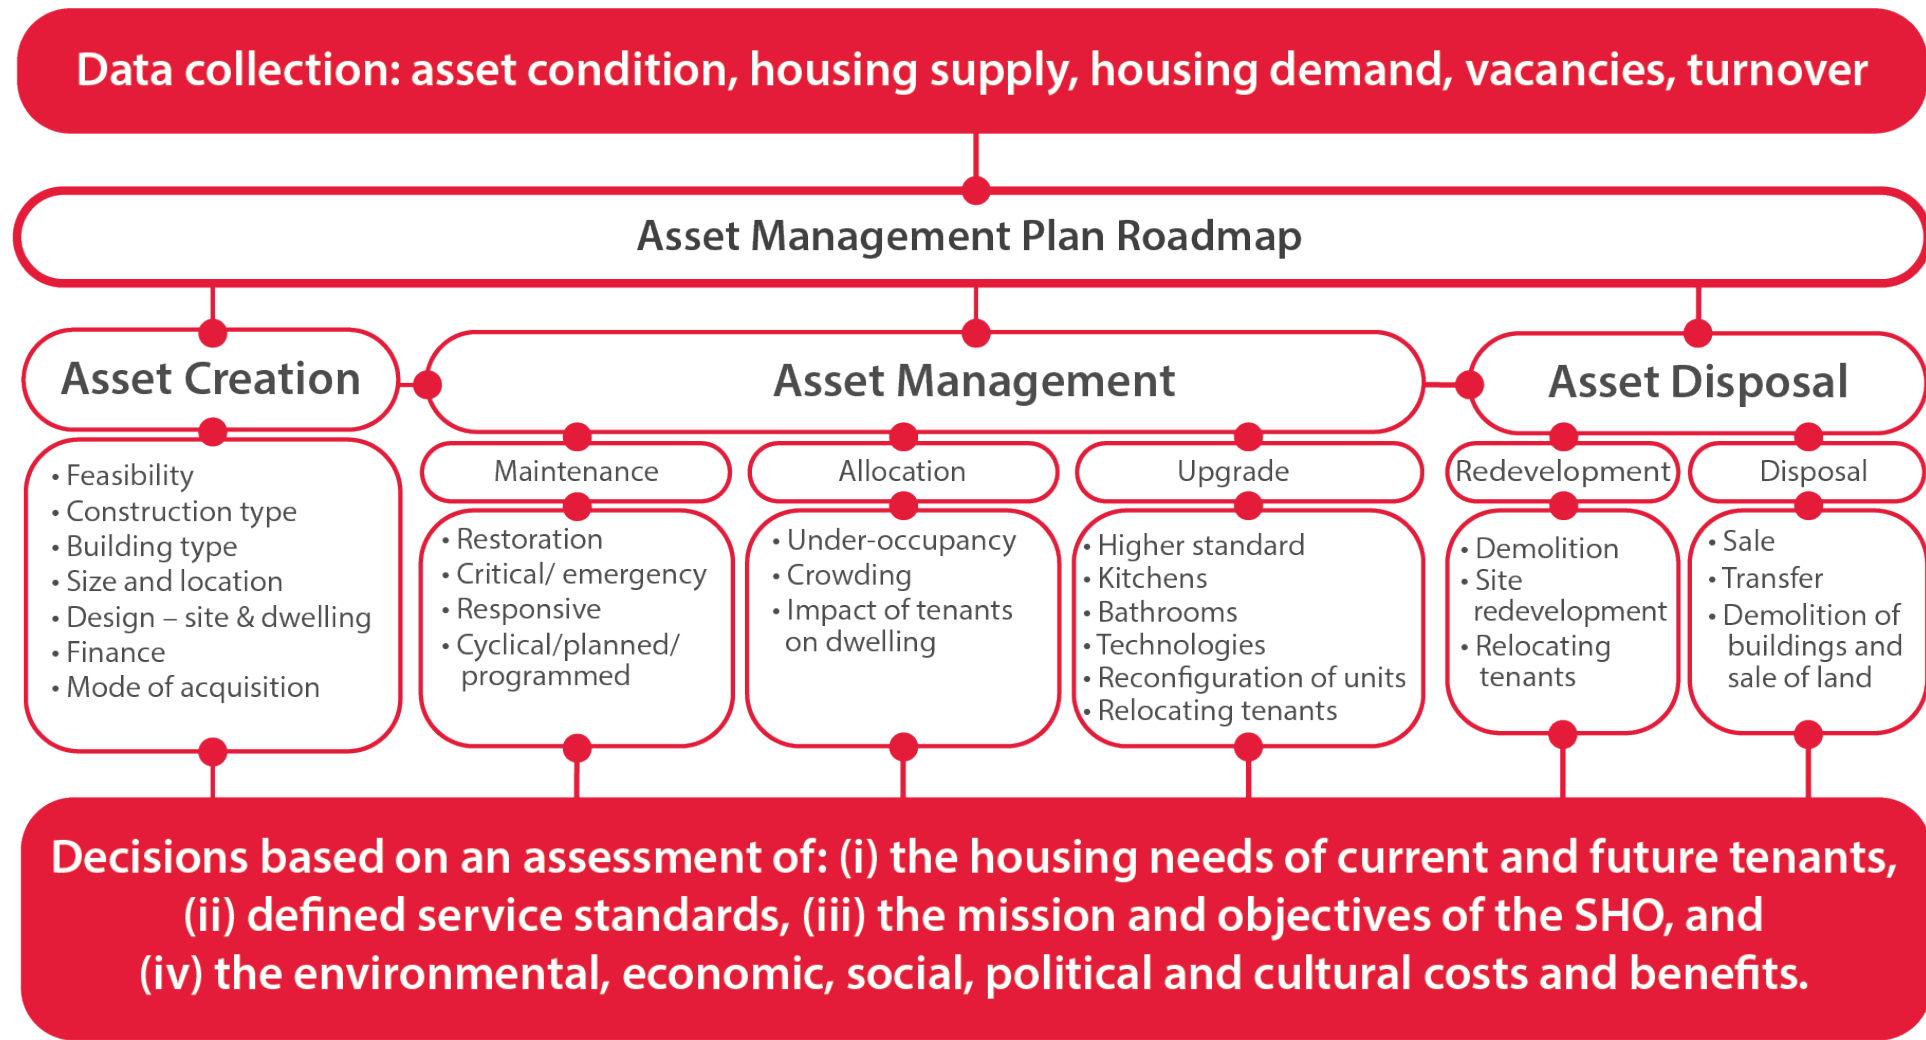 Data collection: asset condition, housing supply, housing demand, vacancies, turnover
Asset Management Plan Roadmap
Asset Creation
• Feasibility
• Construction type
• Building type
• Size and location
• Design – site & dwelling
• Finance
• Mode of acquisition
Asset Management
Maintenance
• Restoration
• Critical/ emergency
• Responsive
• Cyclical/planned/
programmed
Allocation
• Under-occupancy
• Crowding
• Impact of tenants
on dwelling
Upgrade
• Higher standard
• Kitchens
• Bathrooms
• Technologies
• Reconfiguration of units
• Relocating tenants
Asset Disposal
Redevelopment
• Demolition
• Site
redevelopment
• Relocating
tenants
Disposal
• Sale
• Transfer
• Demolition of
buildings and
sale of land
Decisions based on an assessment of: (i) the housing needs of current and future tenants,
(ii) defined service standards, (iii) the mission and objectives of the SHO, and
(iv) the environmental, economic, social, political and cultural costs and benefits.